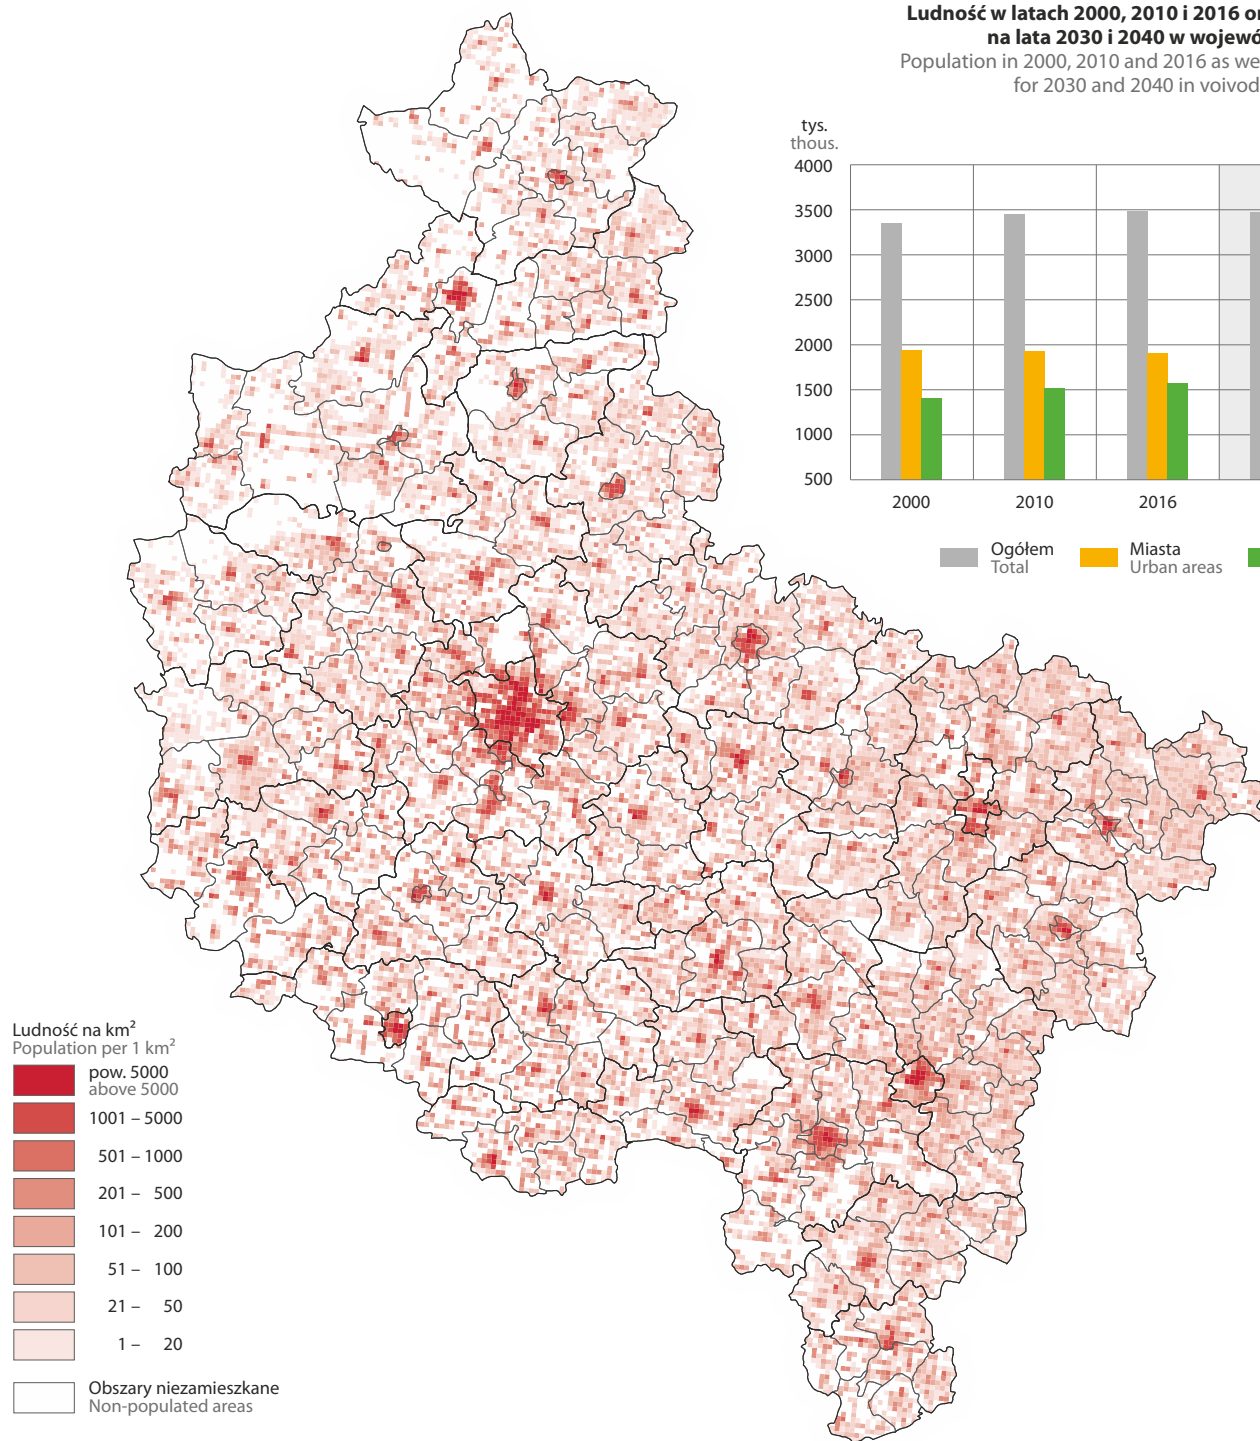 Ludność w latach 2000, 2010 i 2016
na lata 2030 i 2040 w
Population in 2000, 2010 and 2016 as
for 2030 and 2040 in
tys.
thous.
4000
3500
3000
2500
2000
1500
1000
500
2000 2010 2016
Ogółem
Total
Miasta
Urban areas
Ludność na km²
Population per 1 km²
pow. 5000
above 5000
1001 – 5000
501 – 1000
201 – 500
101 – 200
51 – 100
21 – 50
1 – 20
Obszary niezamieszkane
Non-populated areas